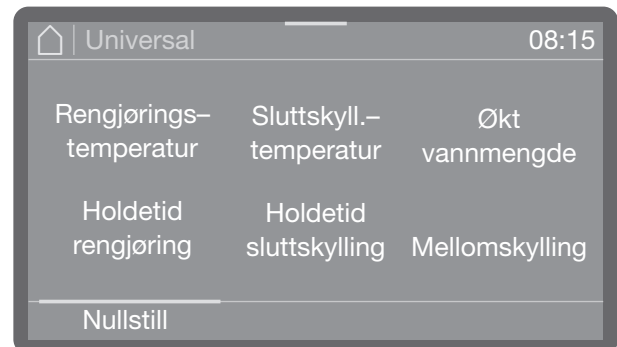 Universal 08:15
Rengjørings– Sluttskyll.– Økt
temperatur temperatur vannmengde
Holdetid Holdetid
rengjøring sluttskylling Mellomskylling
Nullstill